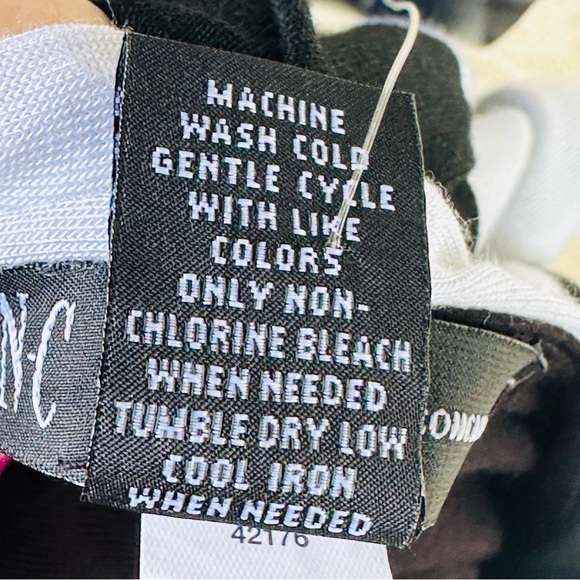 MACHINE
WASH COLD
GENTLE CYCLE
WITH LIKE
COLORS
ONLY NON-
CHLORINE BLEACH
WHEN NEEDED
TUMBLE DRY LOW
COOL IRON
WHEN NEEDED
N-C
42176